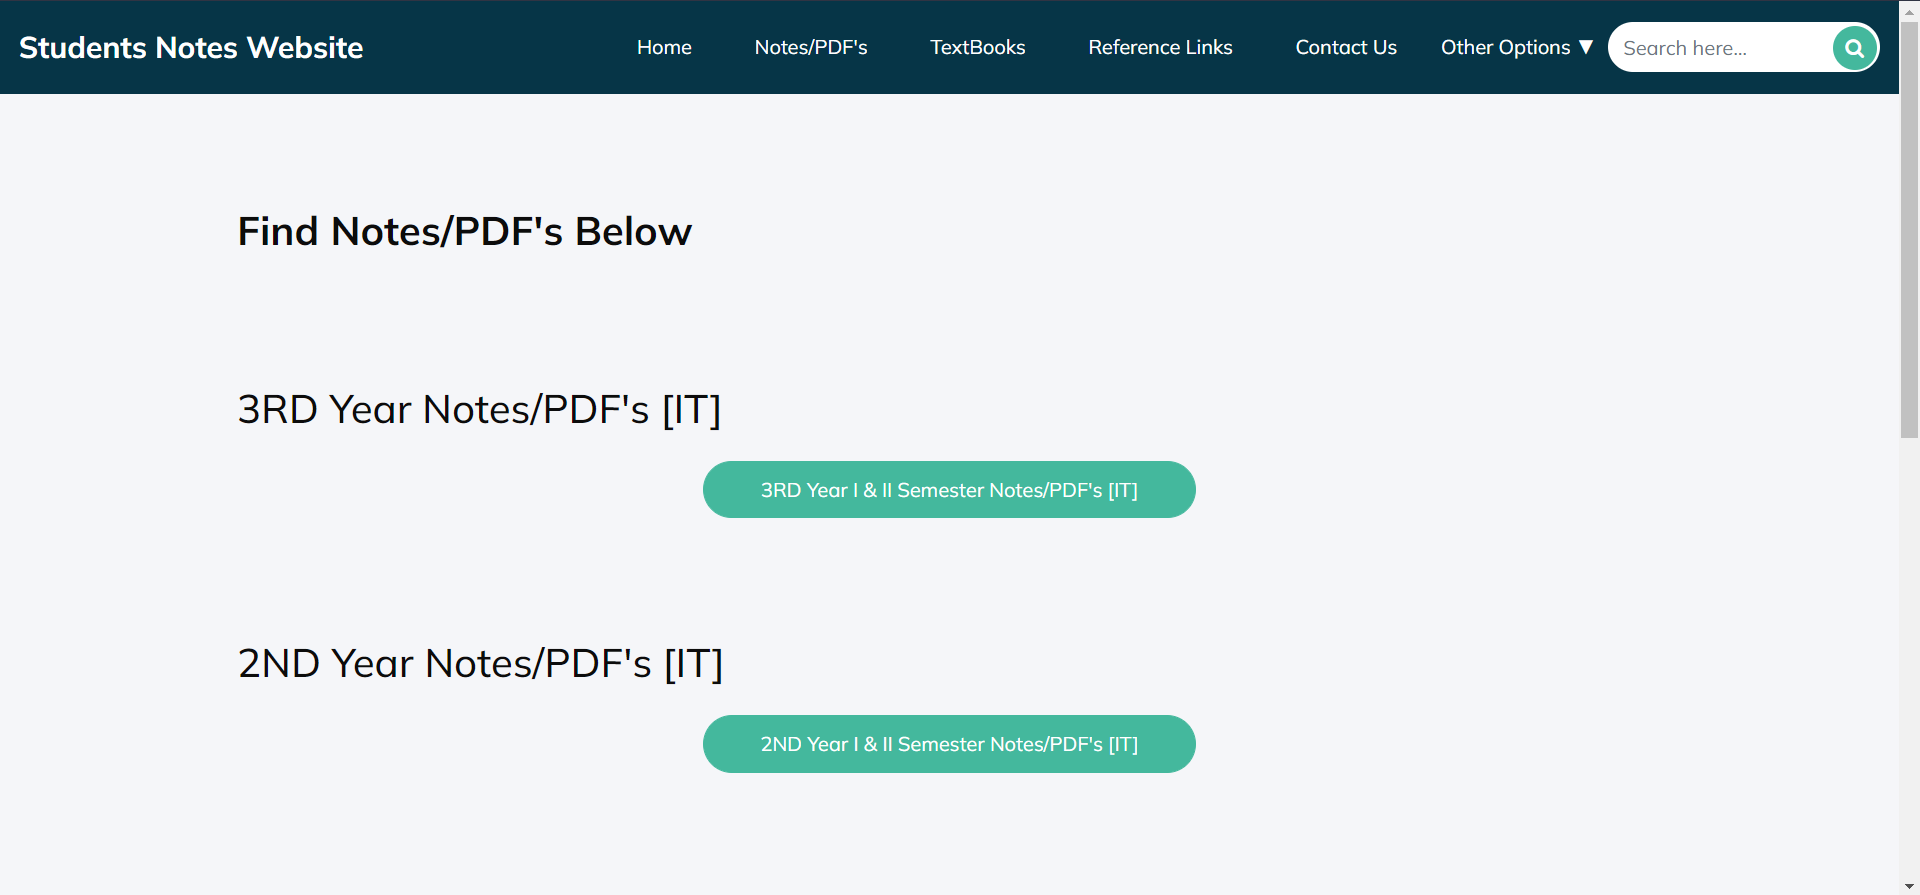 Students Notes Website
Home Notes/PDF's TextBooks Reference Links Contact Us Other Options ▼ Search here...
Find Notes/PDF's Below
3RD Year Notes/PDF's [IT]
3RD Year I & II Semester Notes/PDF's [IT]
2ND Year Notes/PDF's [IT]
2ND Year I & II Semester Notes/PDF's [IT]